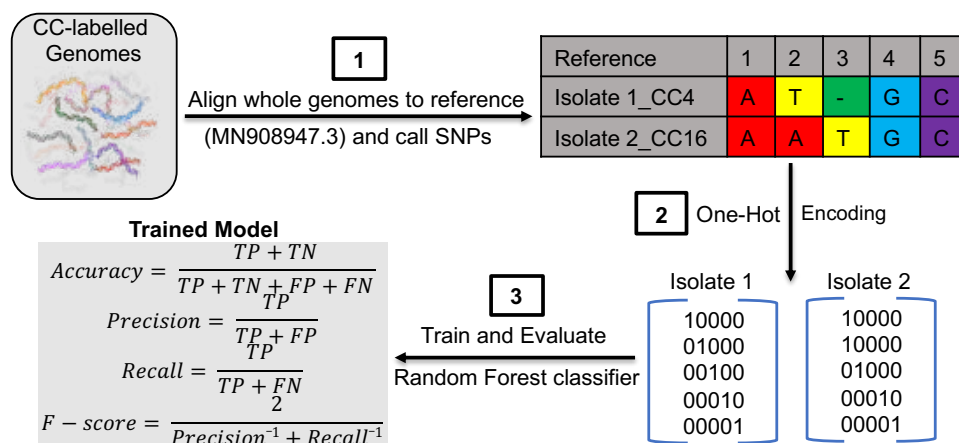 CC-labelled
Genomes
1
Align whole genomes to reference
(MN908947.3) and call SNPs
Reference 1 2 3 4 5
Isolate 1_CC4 A T - G C
Isolate 2_CC16 A A T G C
2 One-Hot Encoding
Isolate 1 Isolate 2
10000 10000
01000 10000
00100 01000
00010 00010
00001 00001
3
Train and Evaluate
Random Forest classifier
Trained Model
Accuracy = TP + TN / TP + TN + FP + FN
Precision = TP / TP + FP
Recall = TP / TP + FN
F − score = 2 / Precision⁻¹ + Recall⁻¹